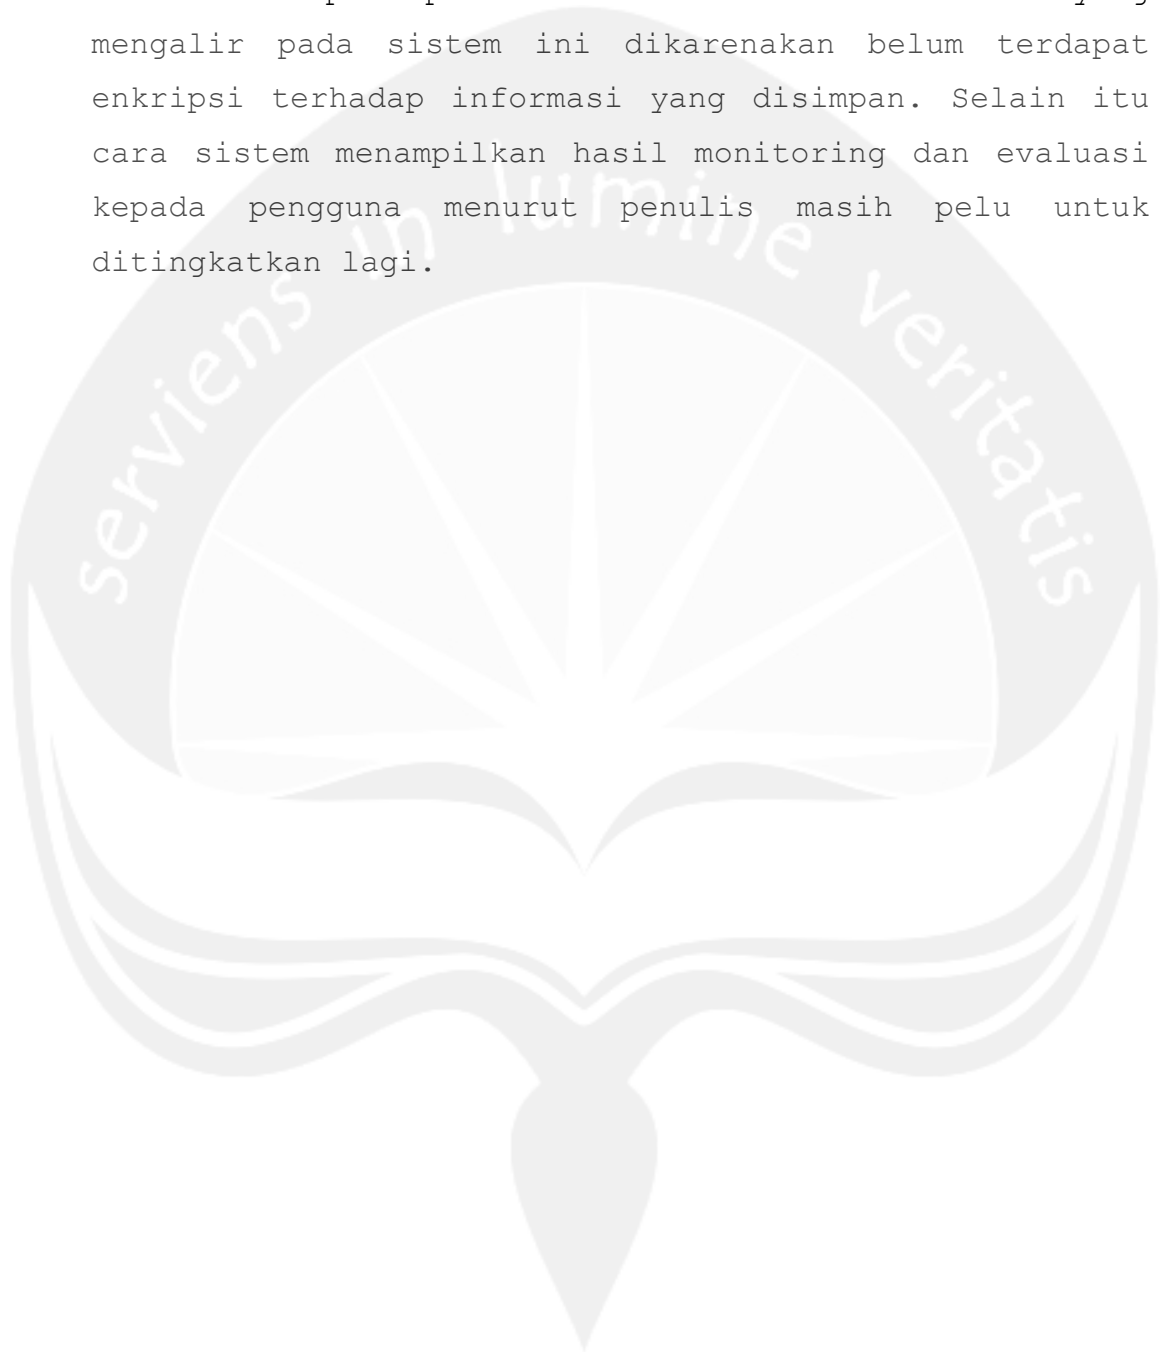 mengalir pada sistem ini dikarenakan belum terdapat
enkripsi terhadap informasi yang disimpan. Selain itu
cara sistem menampilkan hasil monitoring dan evaluasi
kepada pengguna menurut penulis masih pelu untuk
ditingkatkan lagi.
serviens in lumine veritatis